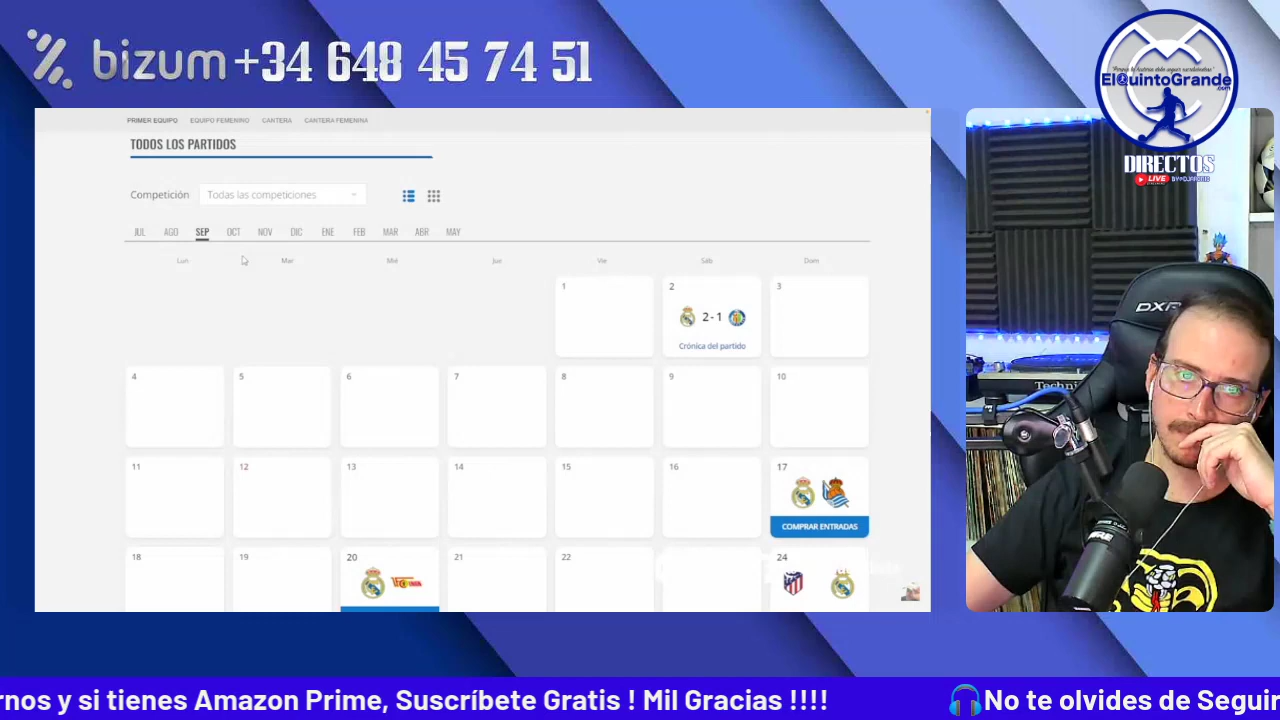 bizum +34 648 45 74 51
ElQuintoGrande
.com
DIRECTOS
LIVE
PRIMER EQUIPO EQUIPO FEMENINO CANTERA CANTERA FEMENINA
TODOS LOS PARTIDOS
Competición Todas las competiciones
JUL AGO SEP OCT NOV DIC ENE FEB MAR ABR MAY
Lun Mar Mié Jue Vie Sáb Dom
1 2 3
2 - 1
Crónica del partido
4 5 6 7 8 9 10
11 12 13 14 15 16 17
COMPRAR ENTRADAS
18 19 20 21 22 24
DXR
Techni
rnos y si tienes Amazon Prime, Suscríbete Gratis ! Mil Gracias !!!! No te olvides de Seguir